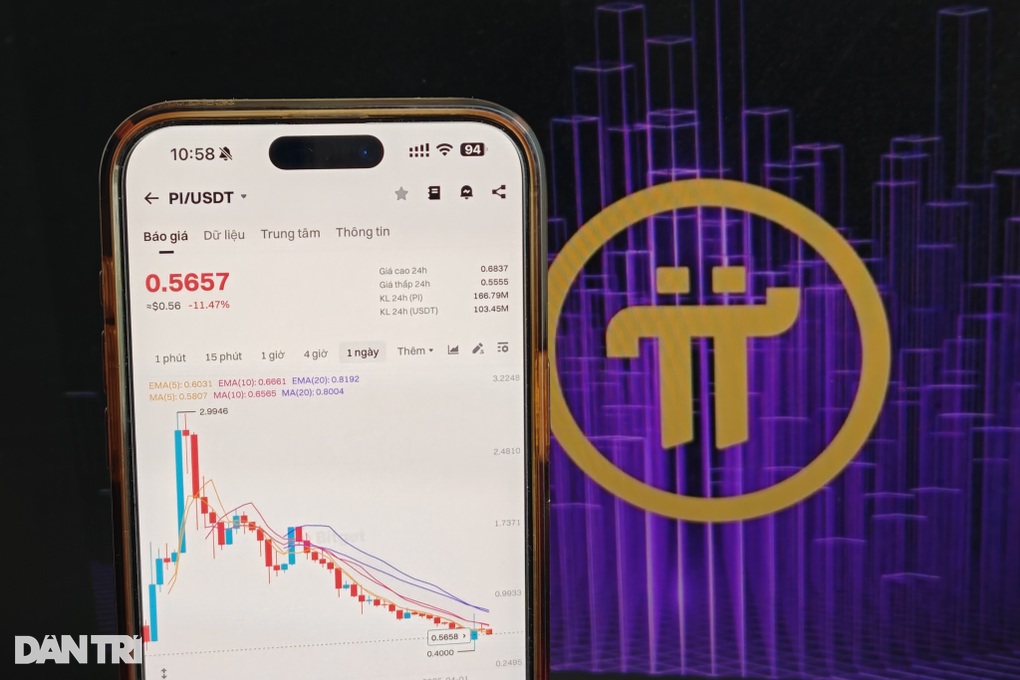 10:58 94
PI/USDT
Báo giá Dữ liệu Trung tâm Thông tin
0.5657
≈$0.56 -11.47%
Giá cao 24h 0.6837
Giá thấp 24h 0.5555
KL 24h (PI) 166.79M
KL 24h (USDT) 103.45M
1 phút 15 phút 1 giờ 4 giờ 1 ngày Thêm
EMA(5): 0.6031 EMA(10): 0.6661 EMA(20): 0.8192
MA(5): 0.5807 MA(10): 0.6565 MA(20): 0.8004
3.2248
2.9946
2.4810
1.7371
0.9933
0.5658 >
0.4000
0.2495
DÂN TRÍ